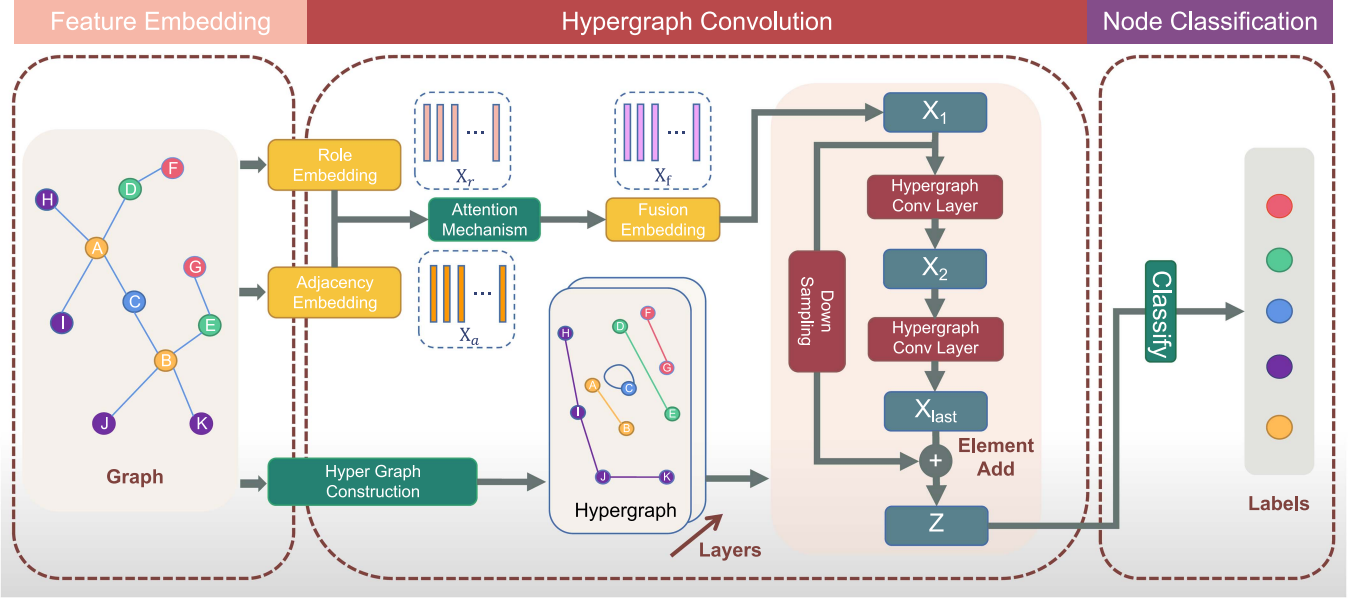 Feature Embedding
Hypergraph Convolution
Node Classification
F
D
H
A
G
C
I
E
B
J
K
Graph
Role
Embedding
Adjacency
Embedding
Hyper Graph
Construction
...
X_r
Attention
Mechanism
...
X_a
...
X_f
Fusion
Embedding
F
D
H
G
A
C
I
B
E
J
K
Hypergraph
Layers
X_1
Hypergraph
Conv Layer
X_2
Down
Sampling
Hypergraph
Conv Layer
X_last
+
Element
Add
Z
Classify
Labels